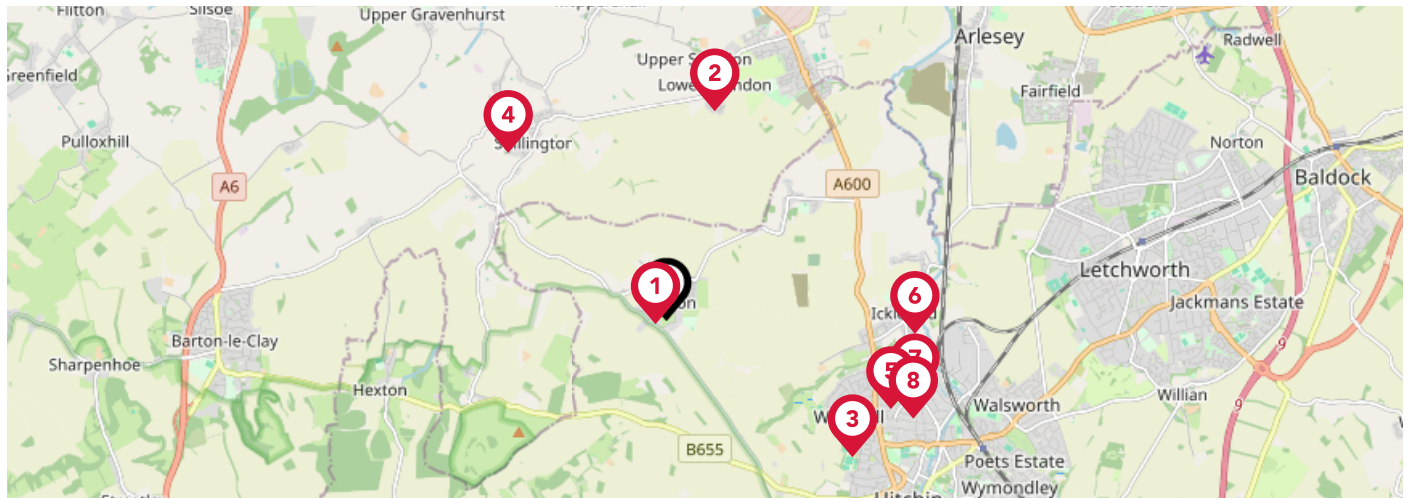 Flitton
Silsoe
Upper Gravenhurst
Arlesey
Radwell
Greenfield
Upper
Lower
ndon
2
Fairfield
4
Pulloxhill
Norton
A6
A600
Baldock
Letchworth
1
6
Jackmans Estate
Barton-le-Clay
7
Sharpenhoe
5
8
9
Hexton
Willian
Walsworth
9
3
B655
Poets Estate
Wymondley
Hitchin